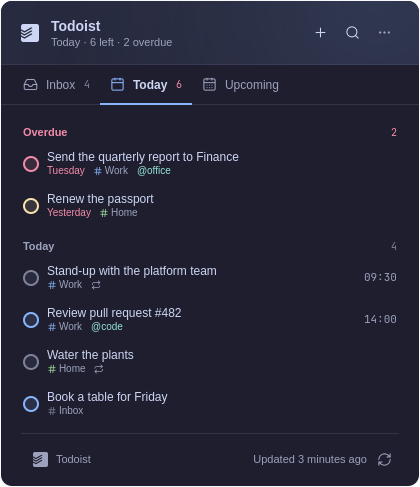 Todoist
Today · 6 left · 2 overdue
Inbox 4 Today 6 Upcoming
Overdue 2
Send the quarterly report to Finance
Tuesday # Work @office
Renew the passport
Yesterday # Home
Today 4
Stand-up with the platform team 09:30
# Work
Review pull request #482 14:00
# Work @code
Water the plants
# Home
Book a table for Friday
# Inbox
Todoist Updated 3 minutes ago